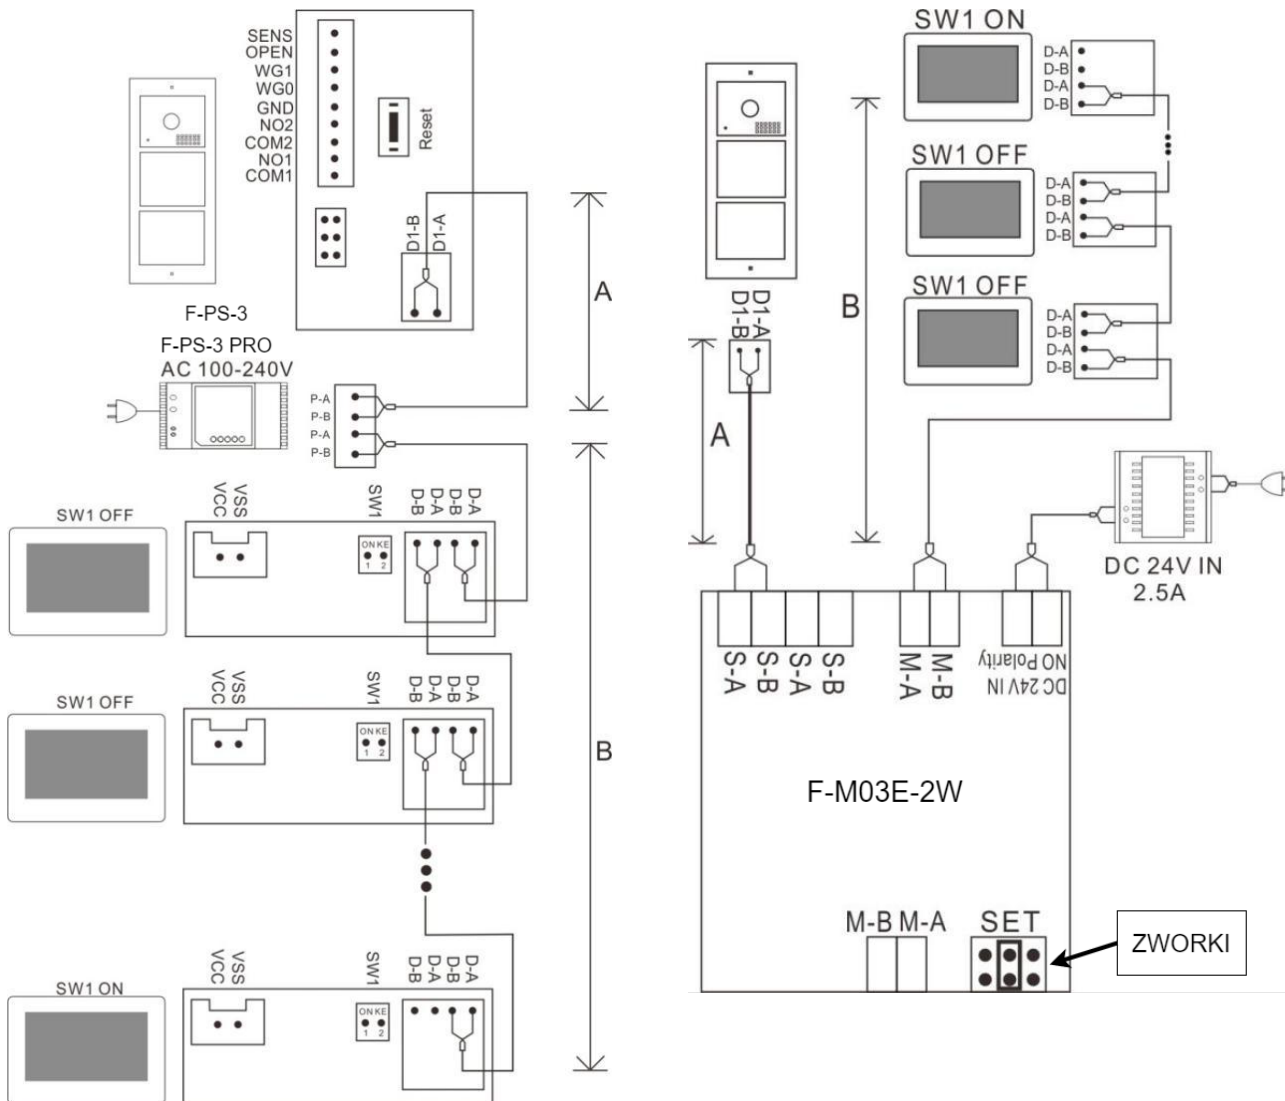 SENS
OPEN
WG1
WG0
GND
NO2
COM2
NO1
COM1
Reset
D1-B
D1-A
A
F-PS-3
F-PS-3 PRO
AC 100-240V
P-A
P-B
P-A
P-B
SW1 OFF
VCC
VSS
SW1
ON KE
1 2
D-B
D-A
D-B
D-A
SW1 OFF
VCC
VSS
SW1
ON KE
1 2
D-B
D-A
D-B
D-A
B
SW1 ON
VCC
VSS
SW1
ON KE
1 2
D-B
D-A
D-B
D-A
SW1 ON
D-A
D-B
D-A
D-B
SW1 OFF
D-A
D-B
D-A
D-B
SW1 OFF
D-A
D-B
D-A
D-B
B
D1-A
D1-B
A
DC 24V IN
2.5A
S-A
S-B
S-A
S-B
M-A
M-B
DC 24V IN
NO Polarity
F-M03E-2W
M-B M-A
SET
ZWORKI